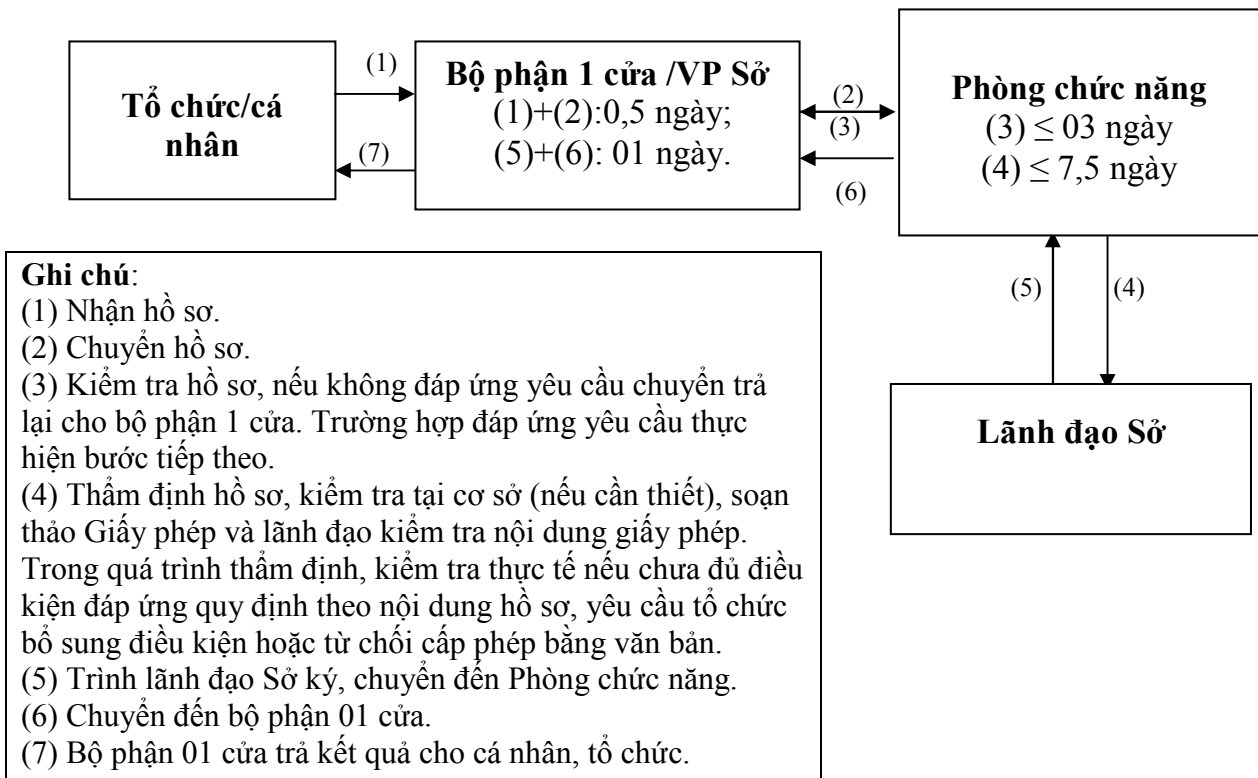 Tổ chức/cá
nhân
(1)
(7)
Bộ phận 1 cửa /VP Sở
(1)+(2):0,5 ngày;
(5)+(6): 01 ngày.
(2)
(3)
(6)
Phòng chức năng
(3) ≤ 03 ngày
(4) ≤ 7,5 ngày
(5)
(4)
Lãnh đạo Sở
Ghi chú:
(1) Nhận hồ sơ.
(2) Chuyển hồ sơ.
(3) Kiểm tra hồ sơ, nếu không đáp ứng yêu cầu chuyển trả
lại cho bộ phận 1 cửa. Trường hợp đáp ứng yêu cầu thực
hiện bước tiếp theo.
(4) Thẩm định hồ sơ, kiểm tra tại cơ sở (nếu cần thiết), soạn
thảo Giấy phép và lãnh đạo kiểm tra nội dung giấy phép.
Trong quá trình thẩm định, kiểm tra thực tế nếu chưa đủ điều
kiện đáp ứng quy định theo nội dung hồ sơ, yêu cầu tổ chức
bổ sung điều kiện hoặc từ chối cấp phép bằng văn bản.
(5) Trình lãnh đạo Sở ký, chuyển đến Phòng chức năng.
(6) Chuyển đến bộ phận 01 cửa.
(7) Bộ phận 01 cửa trả kết quả cho cá nhân, tổ chức.